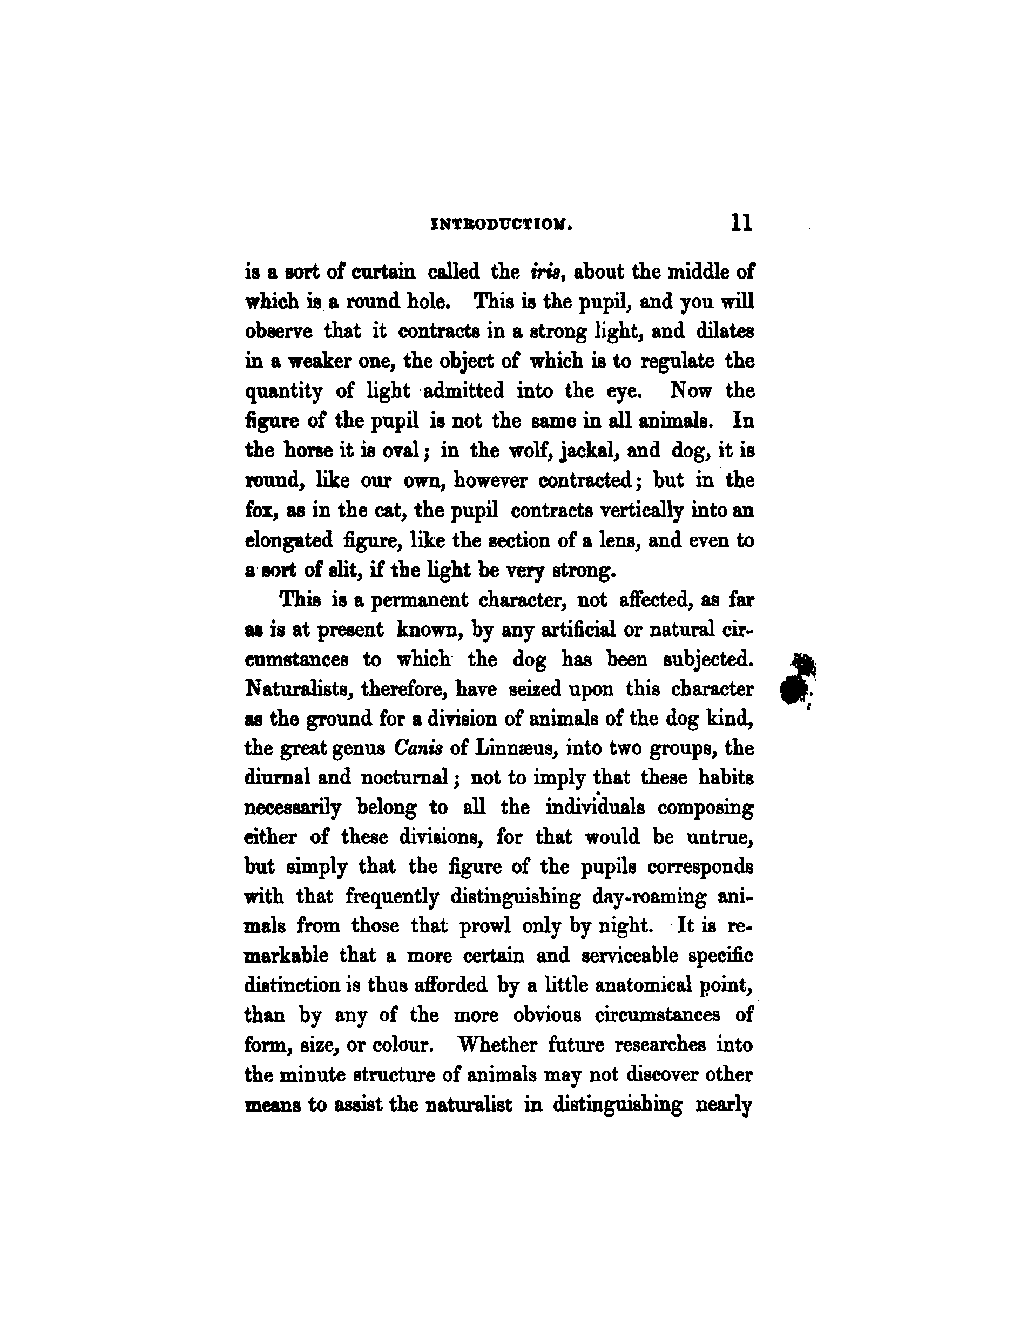 INTRODUCTION. 11
is a sort of curtain called the iris, about the middle of
which is a round hole. This is the pupil, and you will
observe that it contracts in a strong light, and dilates
in a weaker one, the object of which is to regulate the
quantity of light admitted into the eye. Now the
figure of the pupil is not the same in all animals. In
the horse it is oval; in the wolf, jackal, and dog, it is
round, like our own, however contracted; but in the
fox, as in the cat, the pupil contracts vertically into an
elongated figure, like the section of a lens, and even to
a sort of slit, if the light be very strong.
This is a permanent character, not affected, as far
as is at present known, by any artificial or natural cir-
cumstances to which the dog has been subjected.
Naturalists, therefore, have seized upon this character
as the ground for a division of animals of the dog kind,
the great genus Canis of Linnæus, into two groups, the
diurnal and nocturnal; not to imply that these habits
necessarily belong to all the individuals composing
either of these divisions, for that would be untrue,
but simply that the figure of the pupils corresponds
with that frequently distinguishing day-roaming ani-
mals from those that prowl only by night. It is re-
markable that a more certain and serviceable specific
distinction is thus afforded by a little anatomical point,
than by any of the more obvious circumstances of
form, size, or colour. Whether future researches into
the minute structure of animals may not discover other
means to assist the naturalist in distinguishing nearly